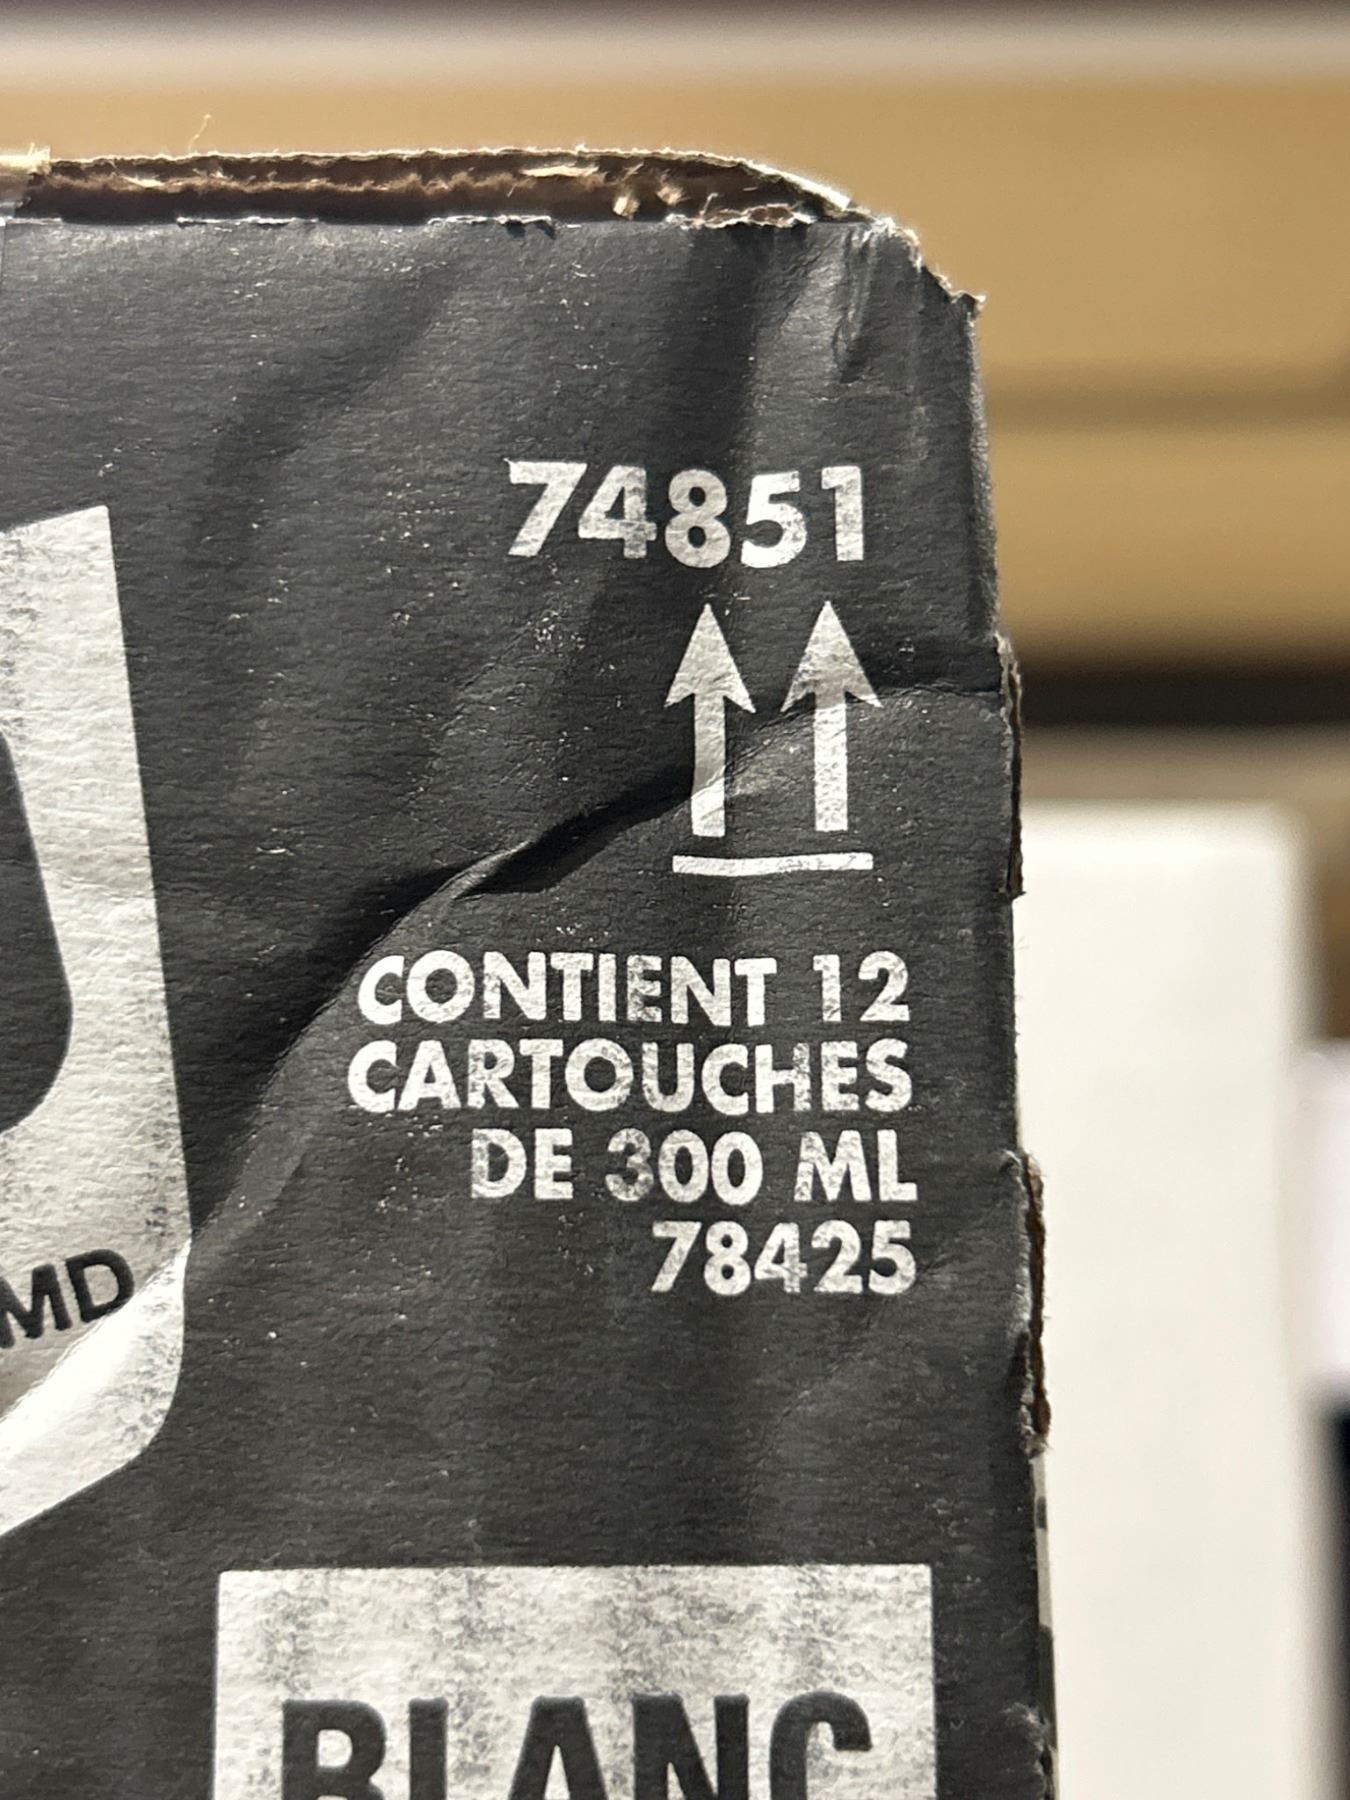 74851
CONTIENT 12
CARTOUCHES
DE 300 ML
78425
MD
BLANC